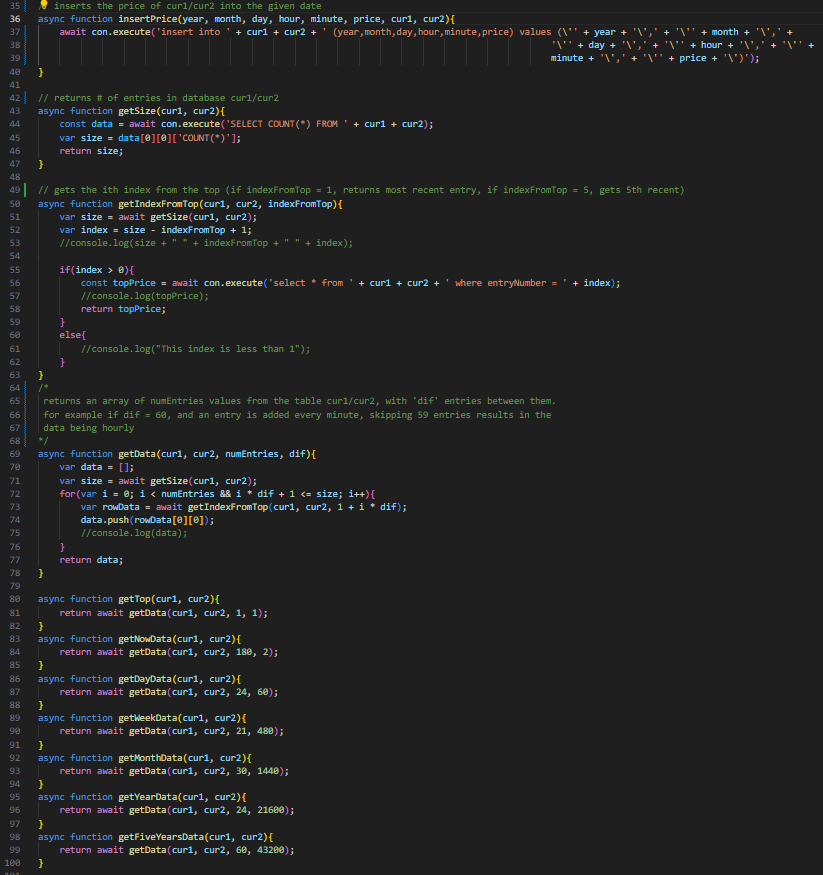 35 // inserts the price of cur1/cur2 into the given date
36 async function insertPrice(year, month, day, hour, minute, price, cur1, cur2){
37     await con.execute('insert into ' + cur1 + cur2 + ' (year,month,day,hour,minute,price) values (\'' + year + '\',' + '\'' + month + '\',' +
38         '\'' + day + '\',' + '\'' + hour + '\',' + '\'' +
39         minute + '\',' + '\'' + price + '\')');
40 }
41
42 // returns # of entries in database cur1/cur2
43 async function getSize(cur1, cur2){
44     const data = await con.execute('SELECT COUNT(*) FROM ' + cur1 + cur2);
45     var size = data[0][0]['COUNT(*)'];
46     return size;
47 }
48
49 // gets the ith index from the top (if indexFromTop = 1, returns most recent entry, if indexFromTop = 5, gets 5th recent)
50 async function getIndexFromTop(cur1, cur2, indexFromTop){
51     var size = await getSize(cur1, cur2);
52     var index = size - indexFromTop + 1;
53     //console.log(size + " " + indexFromTop + " " + index);
54
55     if(index > 0){
56         const topPrice = await con.execute('select * from ' + cur1 + cur2 + ' where entryNumber = ' + index);
57         //console.log(topPrice);
58         return topPrice;
59     }
60     else{
61         //console.log("This index is less than 1");
62     }
63 }
64 /*
65  returns an array of numEntries values from the table cur1/cur2, with 'dif' entries between them.
66  for example if dif = 60, and an entry is added every minute, skipping 59 entries results in the
67  data being hourly
68 */
69 async function getData(cur1, cur2, numEntries, dif){
70     var data = [];
71     var size = await getSize(cur1, cur2);
72     for(var i = 0; i < numEntries && i * dif + 1 <= size; i++){
73         var rowData = await getIndexFromTop(cur1, cur2, 1 + i * dif);
74         data.push(rowData[0][0]);
75         //console.log(data);
76     }
77     return data;
78 }
79
80 async function getTop(cur1, cur2){
81     return await getData(cur1, cur2, 1, 1);
82 }
83 async function getNowData(cur1, cur2){
84     return await getData(cur1, cur2, 180, 2);
85 }
86 async function getDayData(cur1, cur2){
87     return await getData(cur1, cur2, 24, 60);
88 }
89 async function getWeekData(cur1, cur2){
90     return await getData(cur1, cur2, 21, 480);
91 }
92 async function getMonthData(cur1, cur2){
93     return await getData(cur1, cur2, 30, 1440);
94 }
95 async function getYearData(cur1, cur2){
96     return await getData(cur1, cur2, 24, 21600);
97 }
98 async function getFiveYearsData(cur1, cur2){
99     return await getData(cur1, cur2, 60, 43200);
100 }